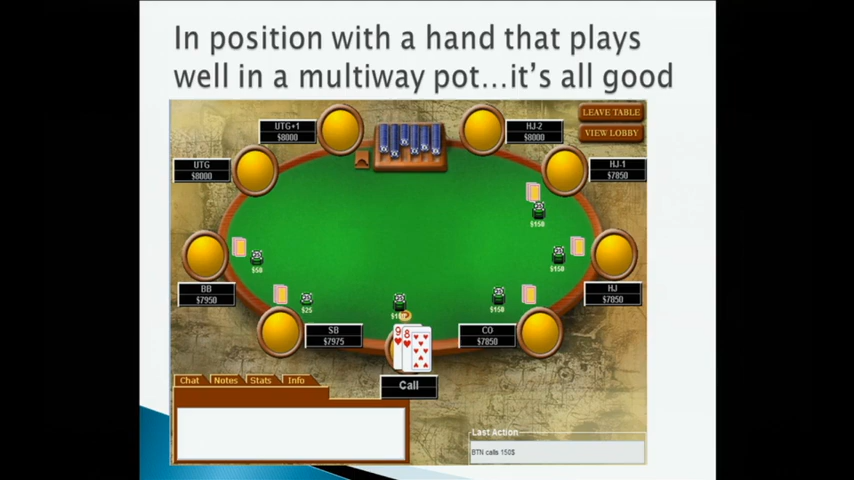 In position with a hand that plays
well in a multiway pot...it's all good
LEAVE TABLE
VIEW LOBBY
UTG+1
$8000
HJ-2
$8000
UTG
$8000
HJ-1
$7850
$150
$50
$150
BB
$7950
HJ
$7850
$25
$150
SB
$7975
9 8
CO
$7850
Call
Chat Notes Stats Info
Last Action
BTN calls 150$